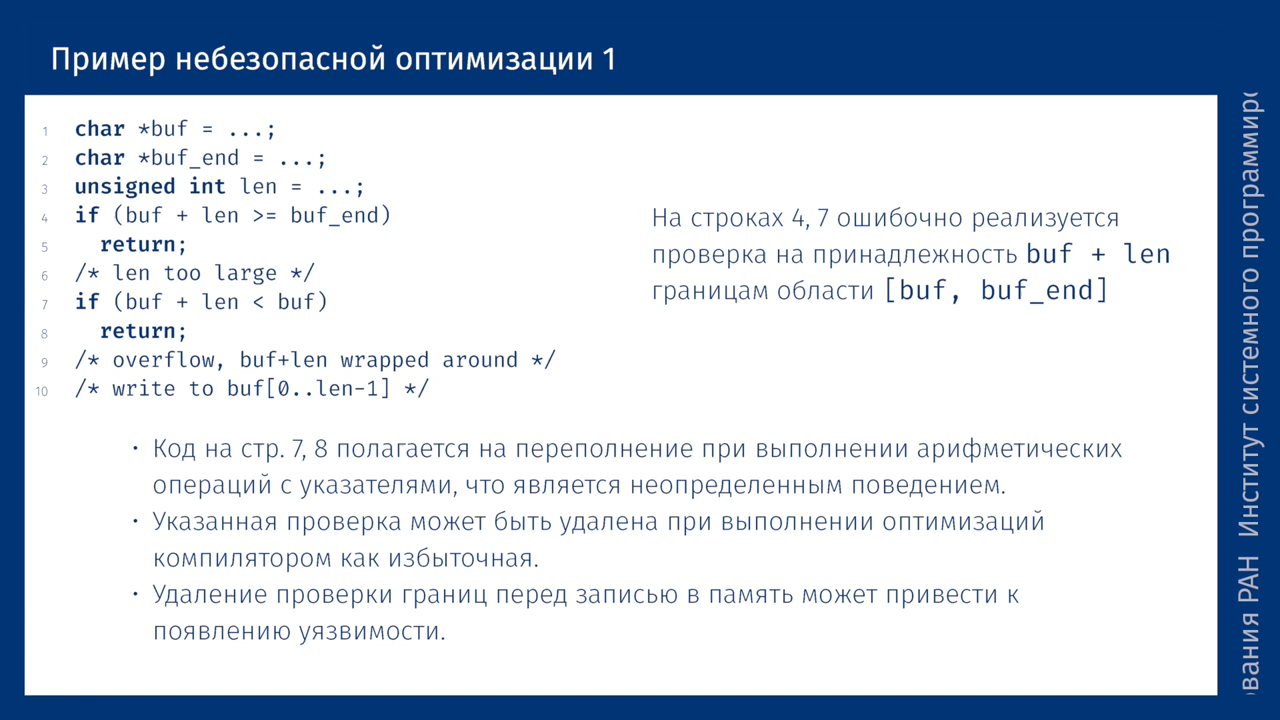 Пример небезопасной оптимизации 1
1 char *buf = ...;
2 char *buf_end = ...;
3 unsigned int len = ...;
4 if (buf + len >= buf_end)
5 return;
6 /* len too large */
7 if (buf + len < buf)
8 return;
9 /* overflow, buf+len wrapped around */
10 /* write to buf[0..len-1] */
На строках 4, 7 ошибочно реализуется
проверка на принадлежность buf + len
границам области [buf, buf_end]
· Код на стр. 7, 8 полагается на переполнение при выполнении арифметических
операций с указателями, что является неопределенным поведением.
· Указанная проверка может быть удалена при выполнении оптимизаций
компилятором как избыточная.
· Удаление проверки границ перед записью в память может привести к
появлению уязвимости.
РАН Институт системного